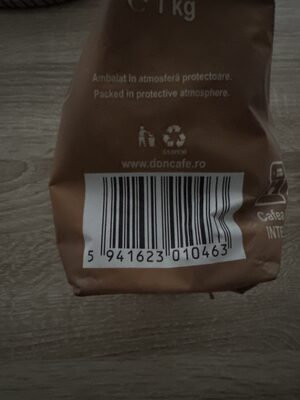 ℮ 1 kg
Ambalat în atmosferă protectoare.
Packed in protective atmosphere.
www.doncafe.ro
5 941623 010463
Cafea
INTE